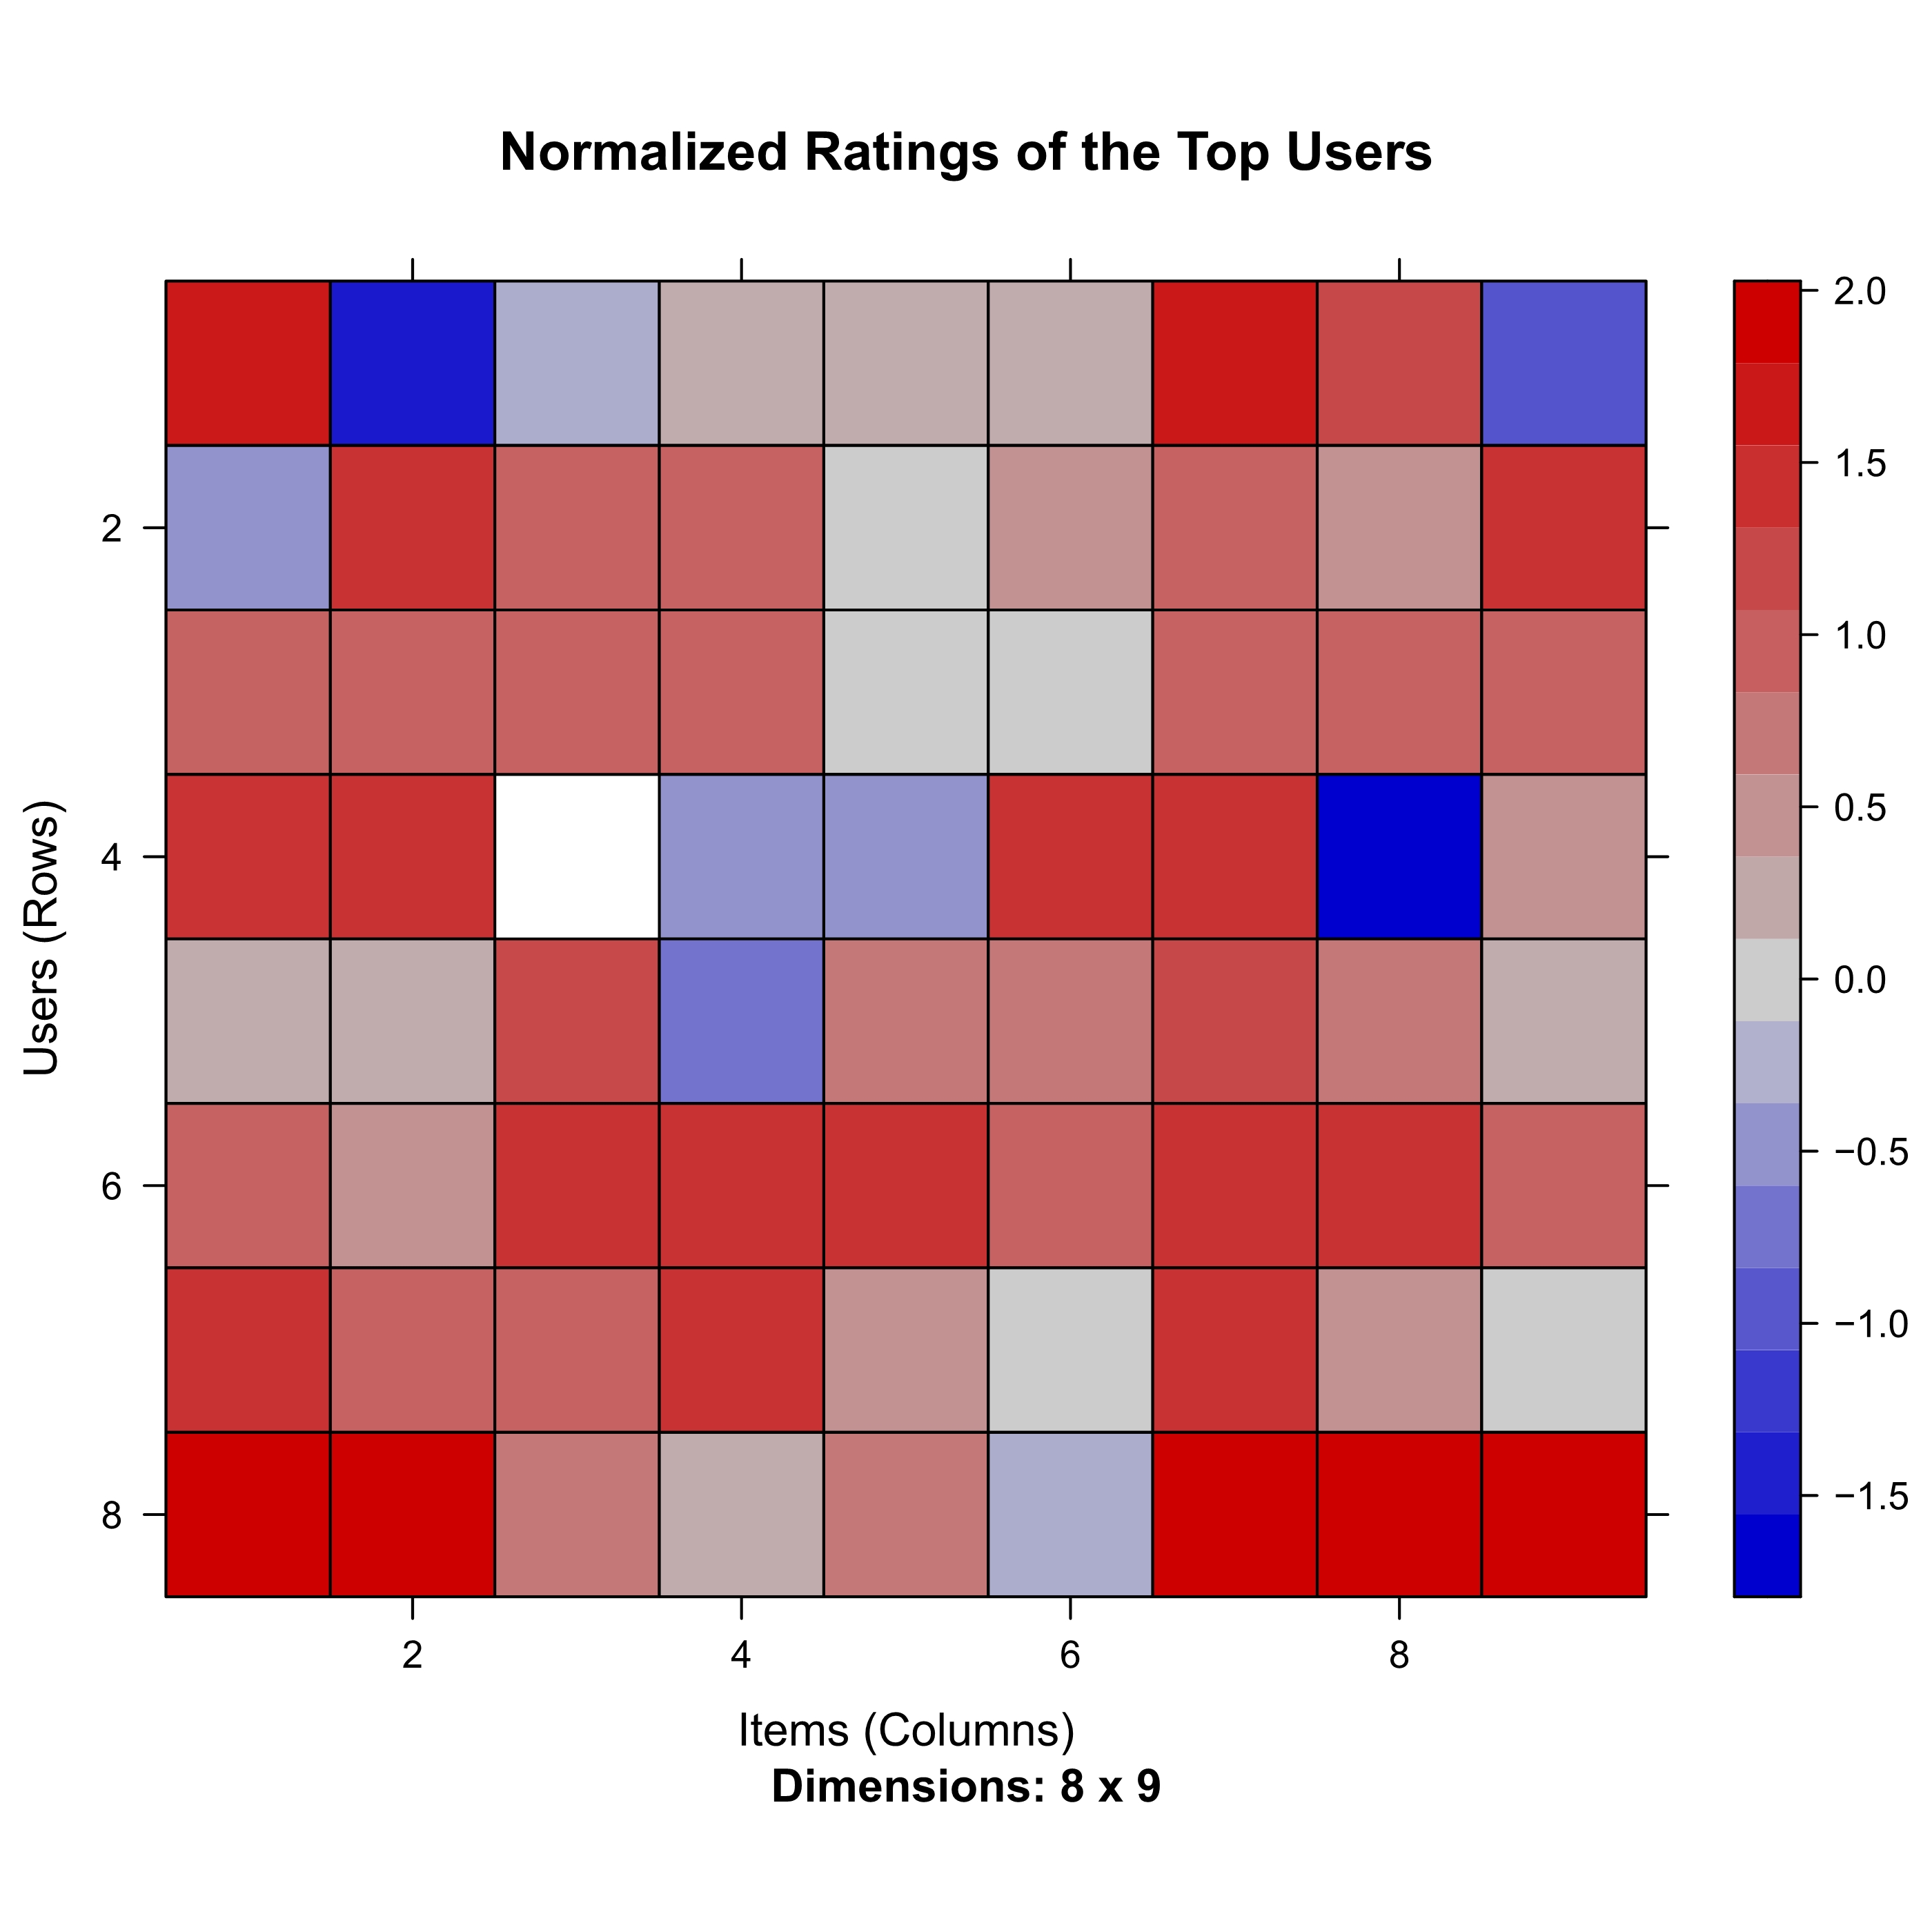 Normalized Ratings of the Top Users
2.0
1.5
1.0
0.5
0.0
−0.5
−1.0
−1.5
Users (Rows)
2
4
6
8
2 4 6 8
Items (Columns)
Dimensions: 8 x 9